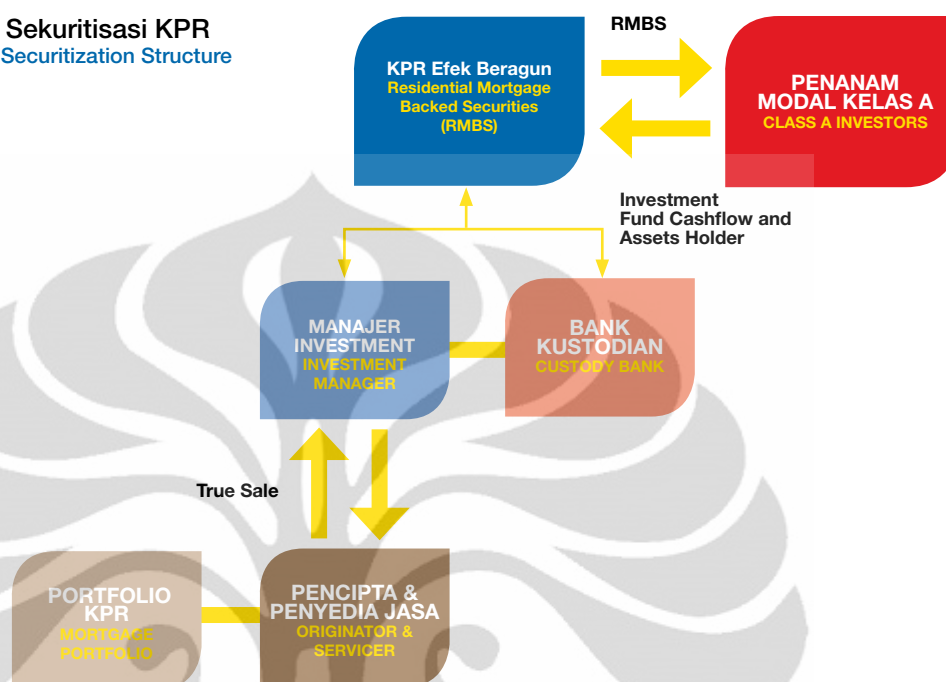 Sekuritisasi KPR
Securitization Structure
RMBS
KPR Efek Beragun
Residential Mortgage
Backed Securities
(RMBS)
PENANAM
MODAL KELAS A
CLASS A INVESTORS
Investment
Fund Cashflow and
Assets Holder
MANAJER
INVESTMENT
INVESTMENT
MANAGER
BANK
KUSTODIAN
CUSTODY BANK
True Sale
PORTFOLIO
KPR
MORTGAGE
PORTFOLIO
PENCIPTA &
PENYEDIA JASA
ORIGINATOR &
SERVICER